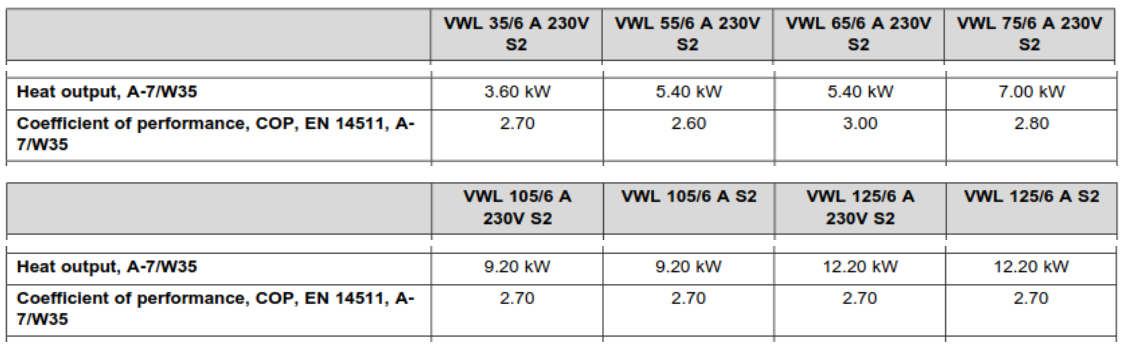 VWL 35/6 A 230V S2 VWL 55/6 A 230V S2 VWL 65/6 A 230V S2 VWL 75/6 A 230V S2
Heat output, A-7/W35 3.60 kW 5.40 kW 5.40 kW 7.00 kW
Coefficient of performance, COP, EN 14511, A- 2.70 2.60 3.00 2.80
7/W35
VWL 105/6 A 230V S2 VWL 105/6 A S2 VWL 125/6 A 230V S2 VWL 125/6 A S2
Heat output, A-7/W35 9.20 kW 9.20 kW 12.20 kW 12.20 kW
Coefficient of performance, COP, EN 14511, A- 2.70 2.70 2.70 2.70
7/W35